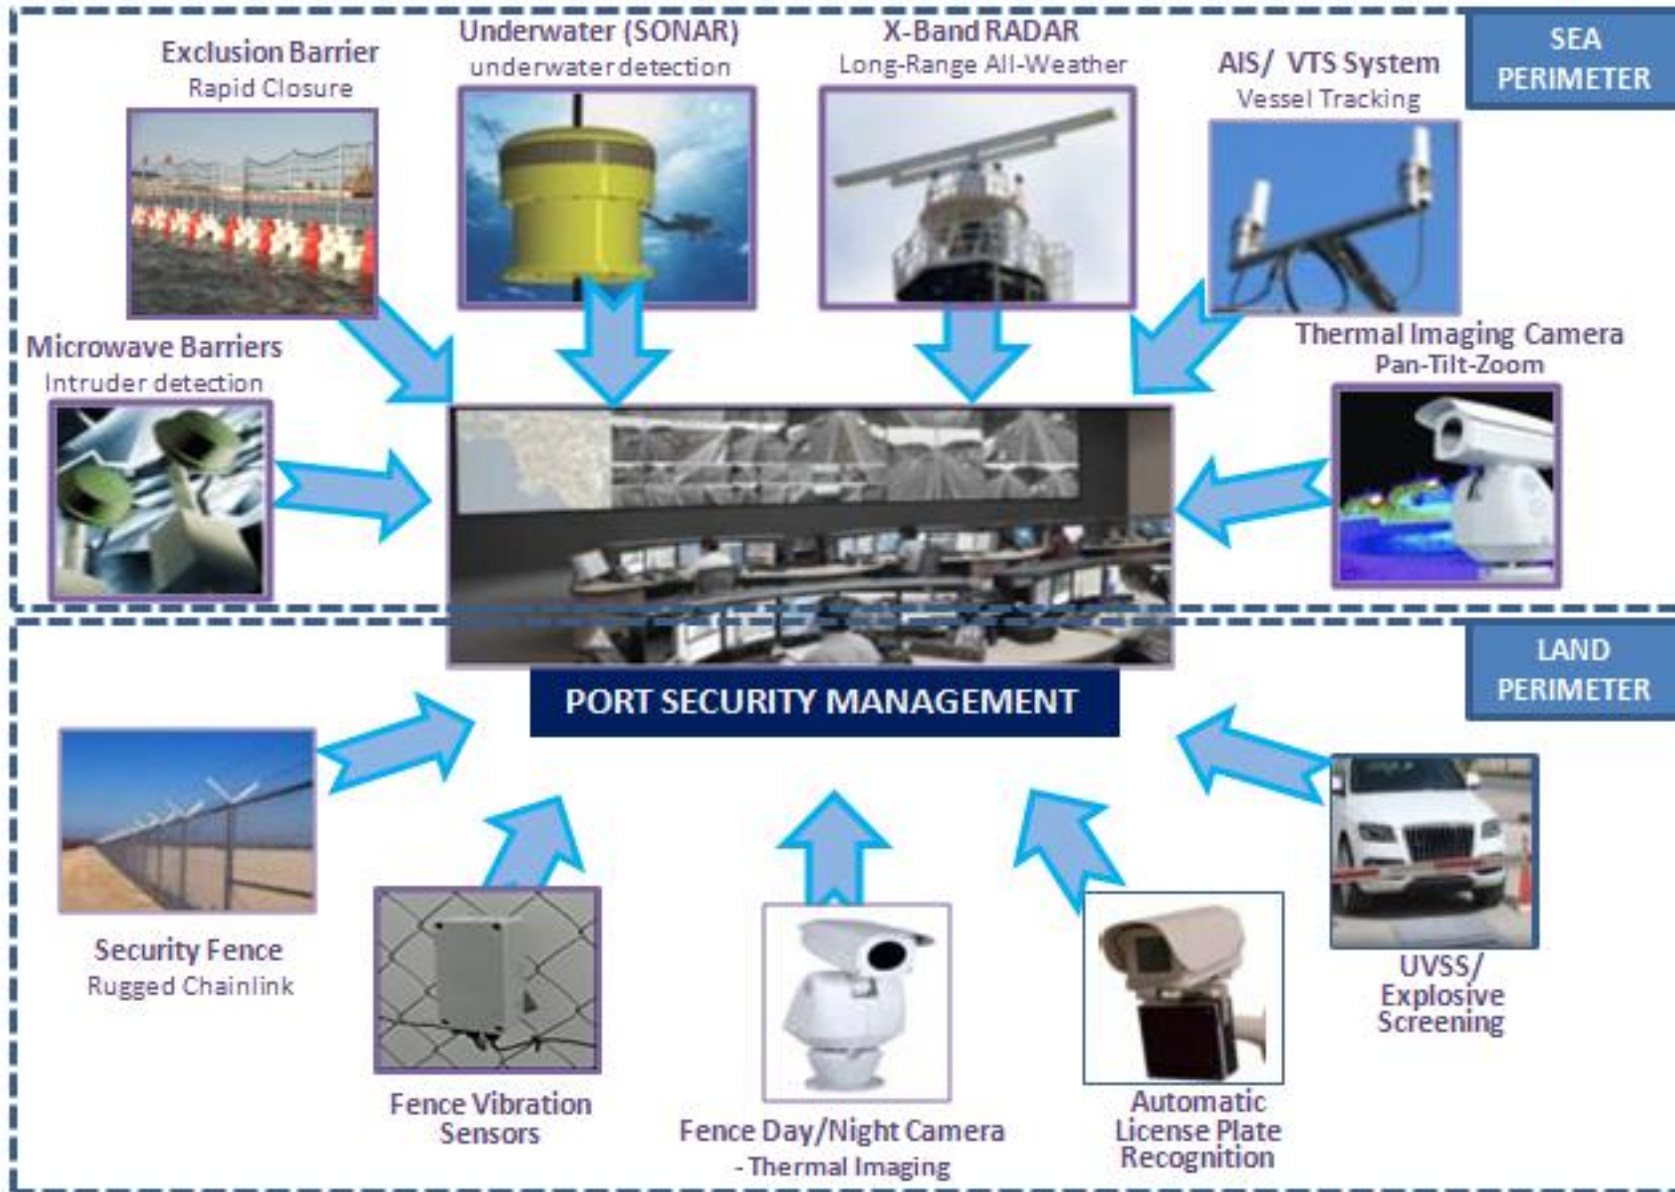 SEA
PERIMETER
Exclusion Barrier
Rapid Closure
Underwater (SONAR)
underwater detection
X-Band RADAR
Long-Range All-Weather
AIS/ VTS System
Vessel Tracking
Microwave Barriers
Intruder detection
Thermal Imaging Camera
Pan-Tilt-Zoom
LAND
PERIMETER
PORT SECURITY MANAGEMENT
Security Fence
Rugged Chainlink
Fence Vibration
Sensors
Fence Day/Night Camera
- Thermal Imaging
Automatic
License Plate
Recognition
UVSS/
Explosive
Screening